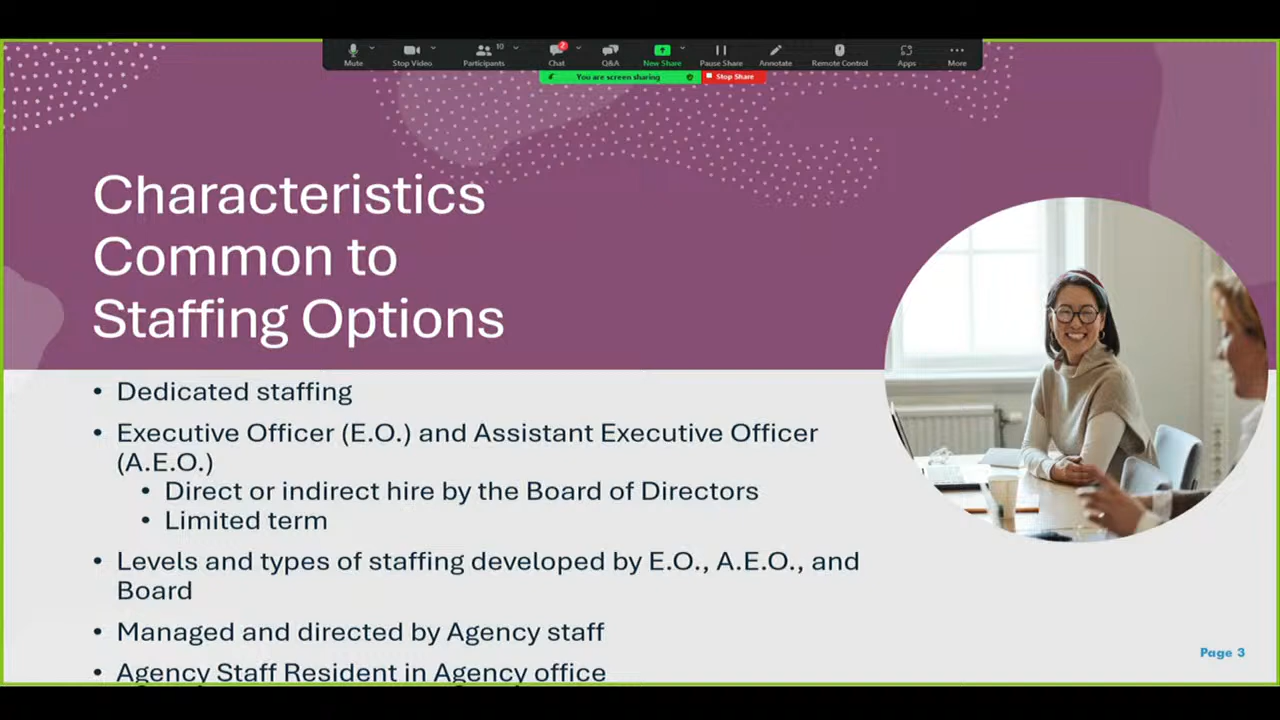 Mute
Stop Video
Participants
10
Chat
2
Q&A
New Share
Pause Share
Annotate
Remote Control
Apps
More
You are screen sharing
Stop Share
Characteristics
Common to
Staffing Options
• Dedicated staffing
• Executive Officer (E.O.) and Assistant Executive Officer
(A.E.O.)
• Direct or indirect hire by the Board of Directors
• Limited term
• Levels and types of staffing developed by E.O., A.E.O., and
Board
• Managed and directed by Agency staff
• Agency Staff Resident in Agency office
Page 3